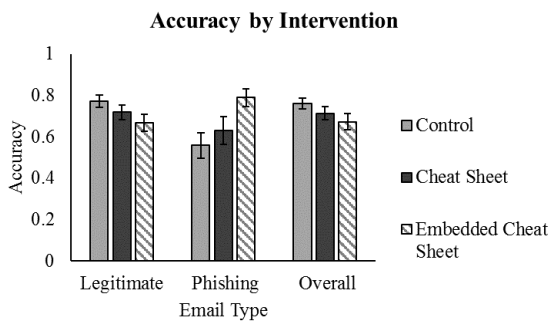 Accuracy by Intervention
1
0.8
0.6
0.4
0.2
0
Accuracy
Legitimate
Phishing
Overall
Email Type
Control
Cheat Sheet
Embedded Cheat
Sheet